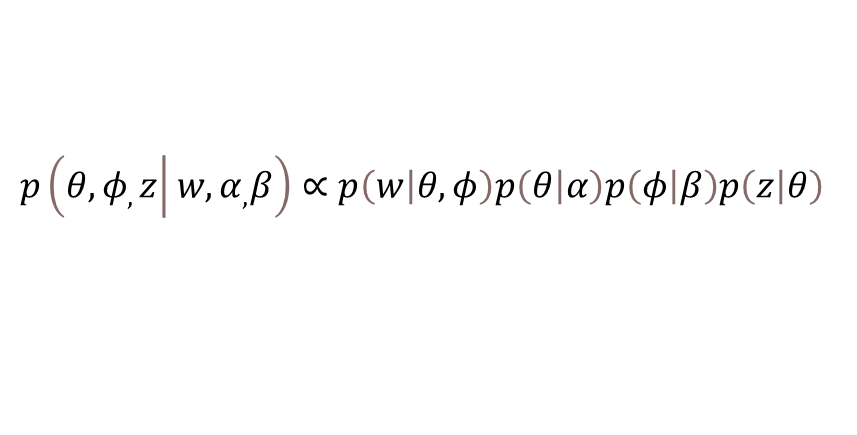 p(θ, ϕ, z| w, α,β) ∝ p(w|θ, ϕ)p(θ|α)p(ϕ|β)p(z|θ)